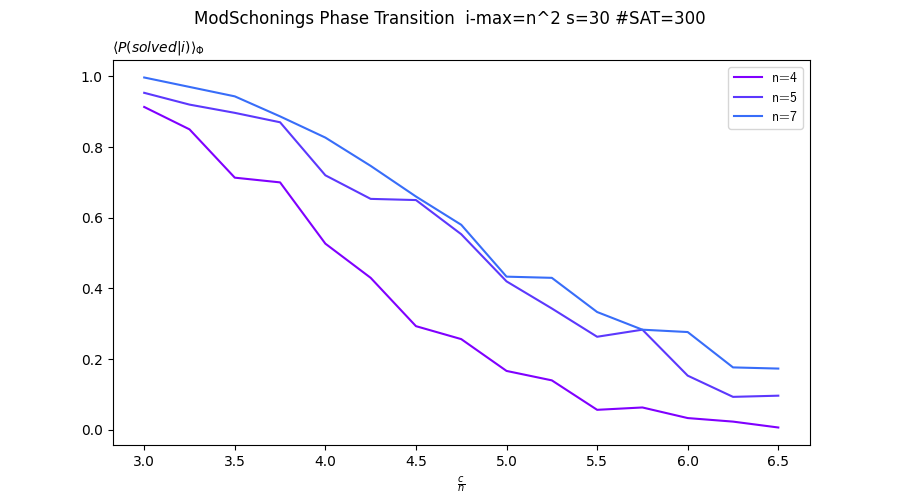 ModSchonings Phase Transition  i-max=n^2 s=30 #SAT=300
⟨P(solved|i)⟩Φ
n=4
n=5
n=7
1.0
0.8
0.6
0.4
0.2
0.0
3.0 3.5 4.0 4.5 5.0 5.5 6.0 6.5
c/n